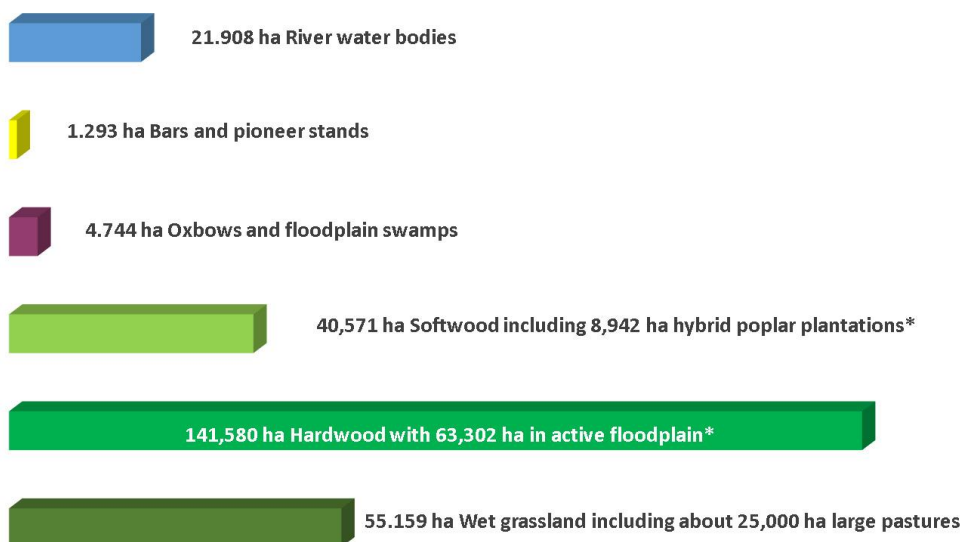 21.908 ha River water bodies
1.293 ha Bars and pioneer stands
4.744 ha Oxbows and floodplain swamps
40,571 ha Softwood including 8,942 ha hybrid poplar plantations*
141,580 ha Hardwood with 63,302 ha in active floodplain*
55.159 ha Wet grassland including about 25,000 ha large pastures